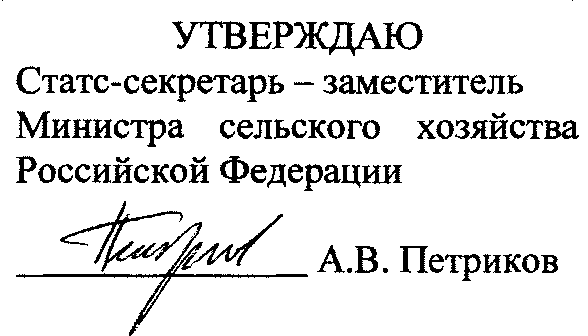 УТВЕРЖДАЮ
Статс-секретарь – заместитель
Министра сельского хозяйства
Российской Федерации
А.В. Петриков